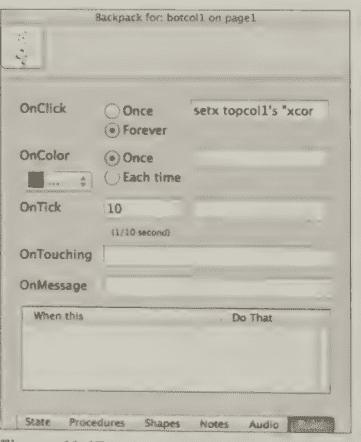 Backpack for: botcol1 on page1
OnClick
Once
setx topcol1's "xcor
Forever
OnColor
Once
...
Each time
OnTick
10
(1/10 second)
OnTouching
OnMessage
When this
Do That
State
Procedures
Shapes
Notes
Audio